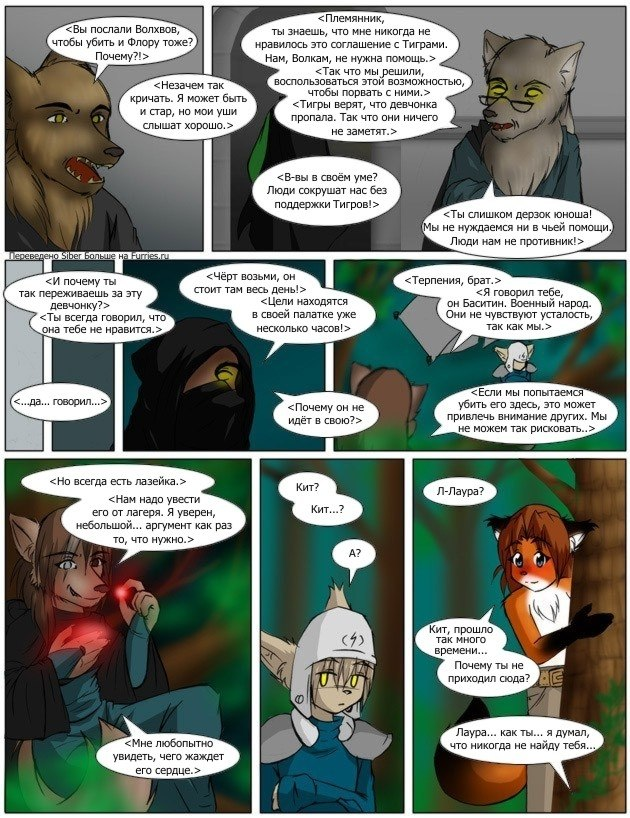 <Вы послали Волхвов,
чтобы убить и Флору тоже?
Почему?!>
<Незачем так
кричать. Я может быть
и стар, но мои уши
слышат хорошо.>
<Племянник,
ты знаешь, что мне никогда не
нравилось это соглашение с Тиграми.
Нам, Волкам, не нужна помощь.>
<Так что мы решили,
воспользоваться этой возможностью,
чтобы порвать с ними.>
<Тигры верят, что девчонка
пропала. Так что они ничего
не заметят.>
<В-вы в своём уме?
Люди сокрушат нас без
поддержки Тигров!>
<Ты слишком дерзок юноша!
Мы не нуждаемся ни в чьей помощи.
Люди нам не противник!>
Переведено Siber Больше на Furries.ru
<И почему ты
так переживаешь за эту
девчонку?>
<Ты всегда говорил, что
она тебе не нравится.>
<...да... говорил...>
<Чёрт возьми, он
стоит там весь день!>
<Цели находятся
в своей палатке уже
несколько часов!>
<Почему он не
идёт в свою?>
<Терпения, брат.>
<Я говорил тебе,
он Баситин. Военный народ.
Они не чувствуют усталость,
так как мы.>
<Если мы попытаемся
убить его здесь, это может
привлечь внимание других. Мы
не можем так рисковать..>
<Но всегда есть лазейка.>
<Нам надо увести
его от лагеря. Я уверен,
небольшой... аргумент как раз
то, что нужно.>
<Мне любопытно
увидеть, чего жаждет
его сердце.>
Кит?
Кит...?
А?
Л-Лаура?
Кит, прошло
так много
времени...
Почему ты не
приходил сюда?
Лаура... как ты... я думал,
что никогда не найду тебя...